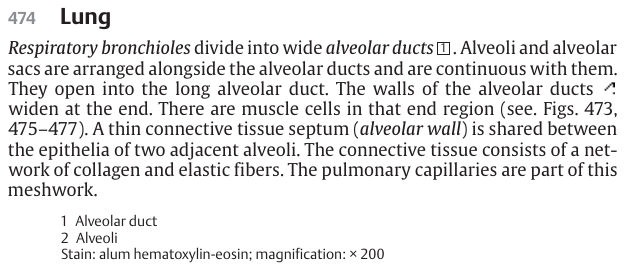 474 Lung
Respiratory bronchioles divide into wide alveolar ducts 1. Alveoli and alveolar
sacs are arranged alongside the alveolar ducts and are continuous with them.
They open into the long alveolar duct. The walls of the alveolar ducts
widen at the end. There are muscle cells in that end region (see. Figs. 473,
475–477). A thin connective tissue septum (alveolar wall) is shared between
the epithelia of two adjacent alveoli. The connective tissue consists of a net-
work of collagen and elastic fibers. The pulmonary capillaries are part of this
meshwork.
1 Alveolar duct
2 Alveoli
Stain: alum hematoxylin-eosin; magnification: × 200